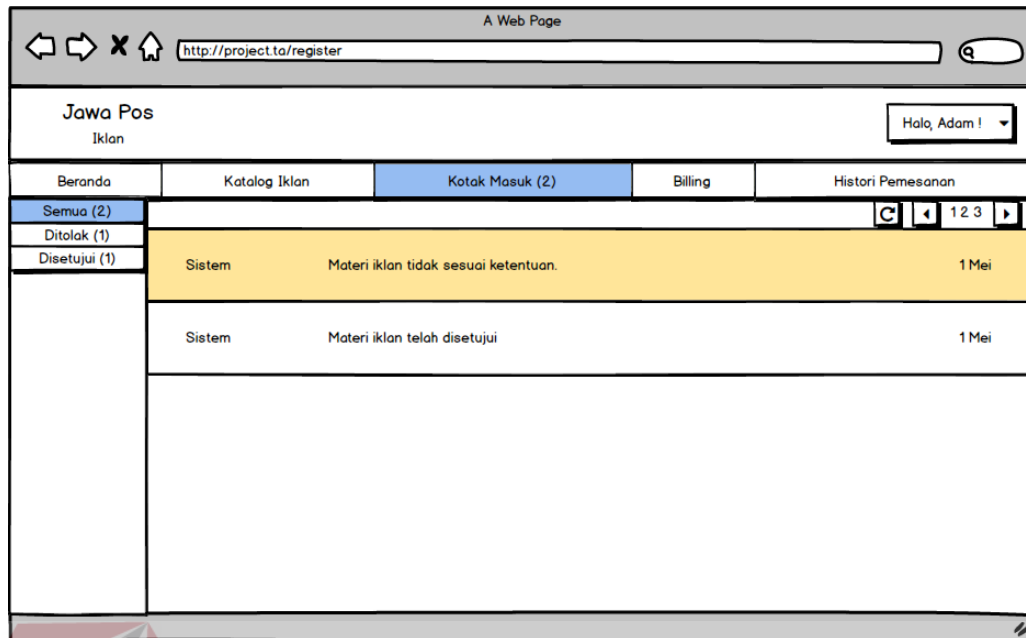 A Web Page
http://project.ta/register
Jawa Pos
Iklan
Halo, Adam !
Beranda Katalog Iklan Kotak Masuk (2) Billing Histori Pemesanan
Semua (2)
1 2 3
Ditolak (1)
Disetujui (1)
Sistem Materi iklan tidak sesuai ketentuan. 1 Mei
Sistem Materi iklan telah disetujui 1 Mei